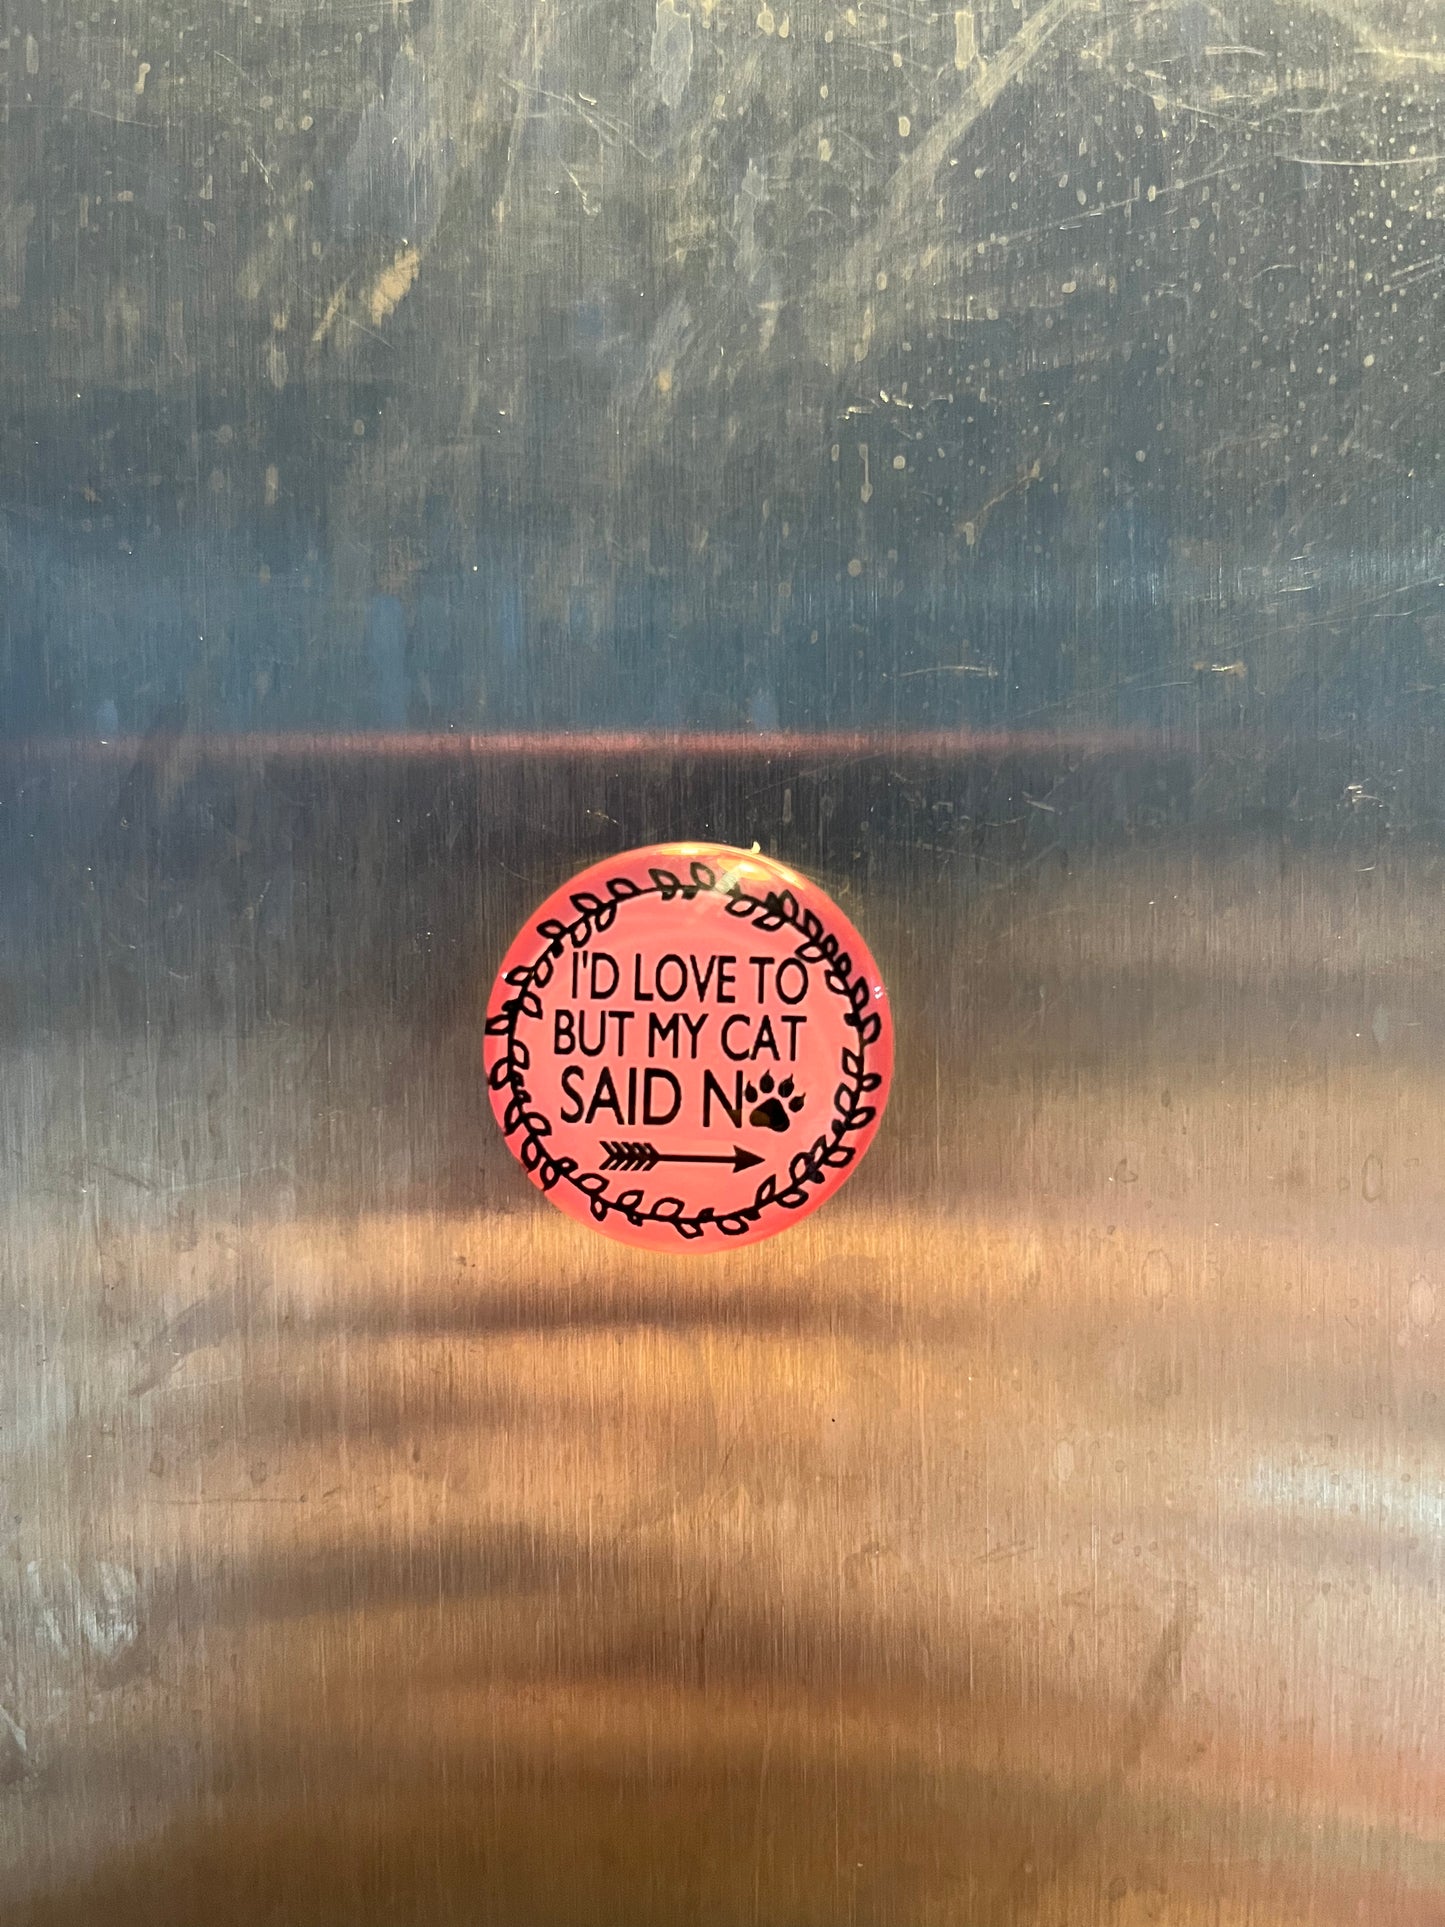 I'D LOVE TO
BUT MY CAT
SAID NO